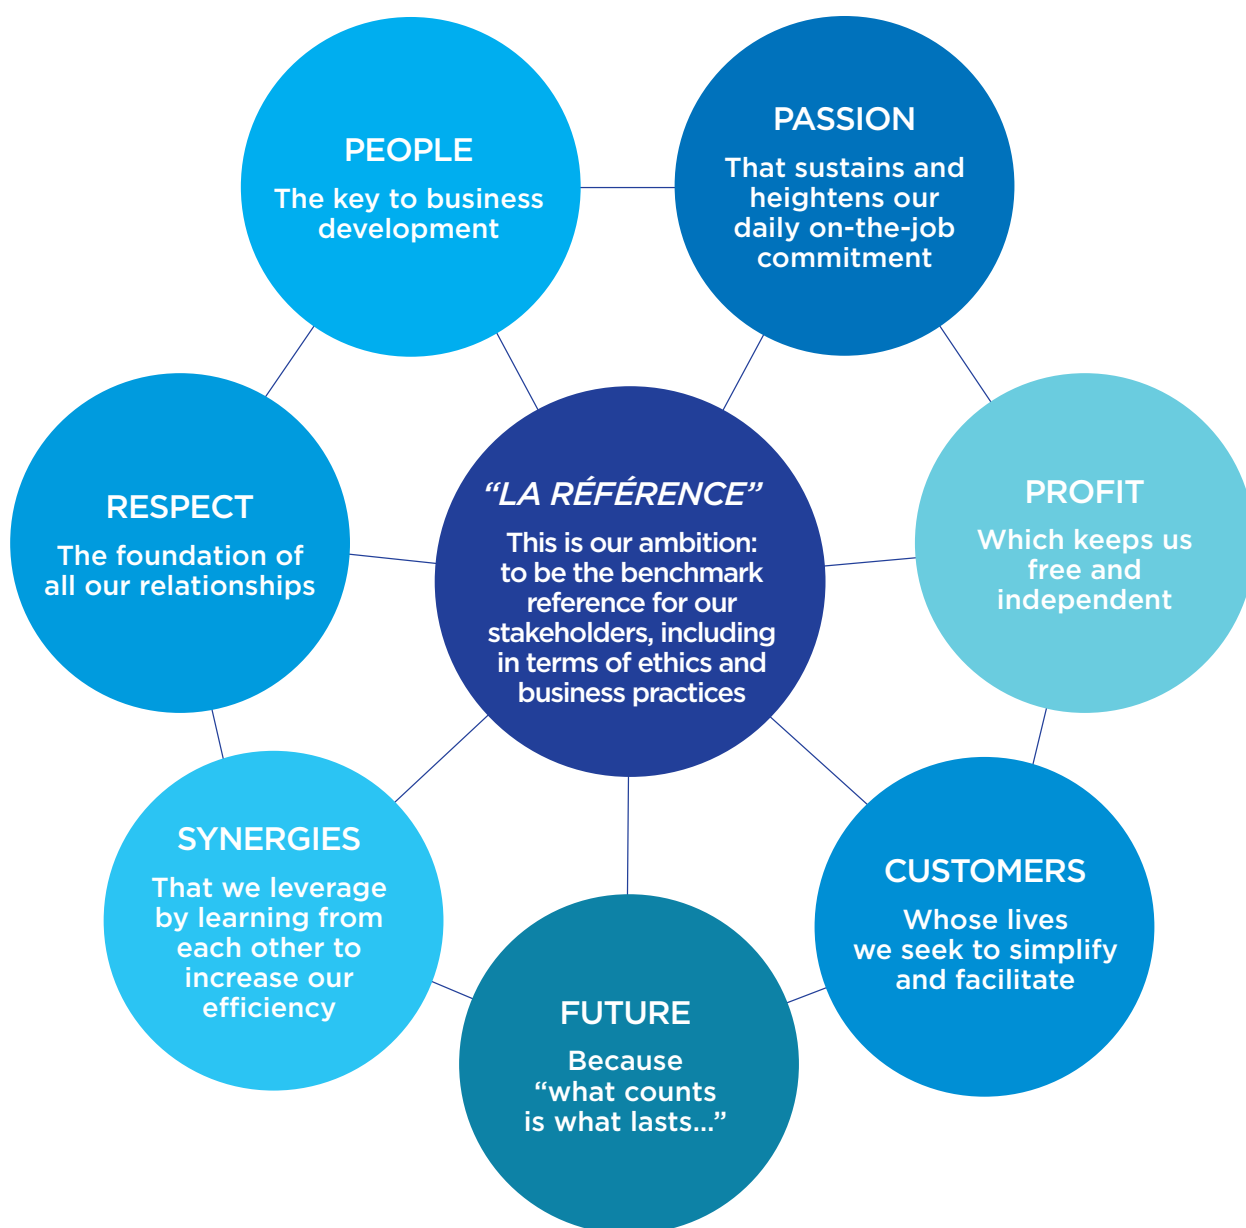 PEOPLE
The key to business
development
PASSION
That sustains and
heightens our
daily on-the-job
commitment
RESPECT
The foundation of
all our relationships
“LA RÉFÉRENCE”
This is our ambition:
to be the benchmark
reference for our
stakeholders, including
in terms of ethics and
business practices
PROFIT
Which keeps us
free and
independent
SYNERGIES
That we leverage
by learning from
each other to
increase our
efficiency
FUTURE
Because
“what counts
is what lasts...”
CUSTOMERS
Whose lives
we seek to simplify
and facilitate